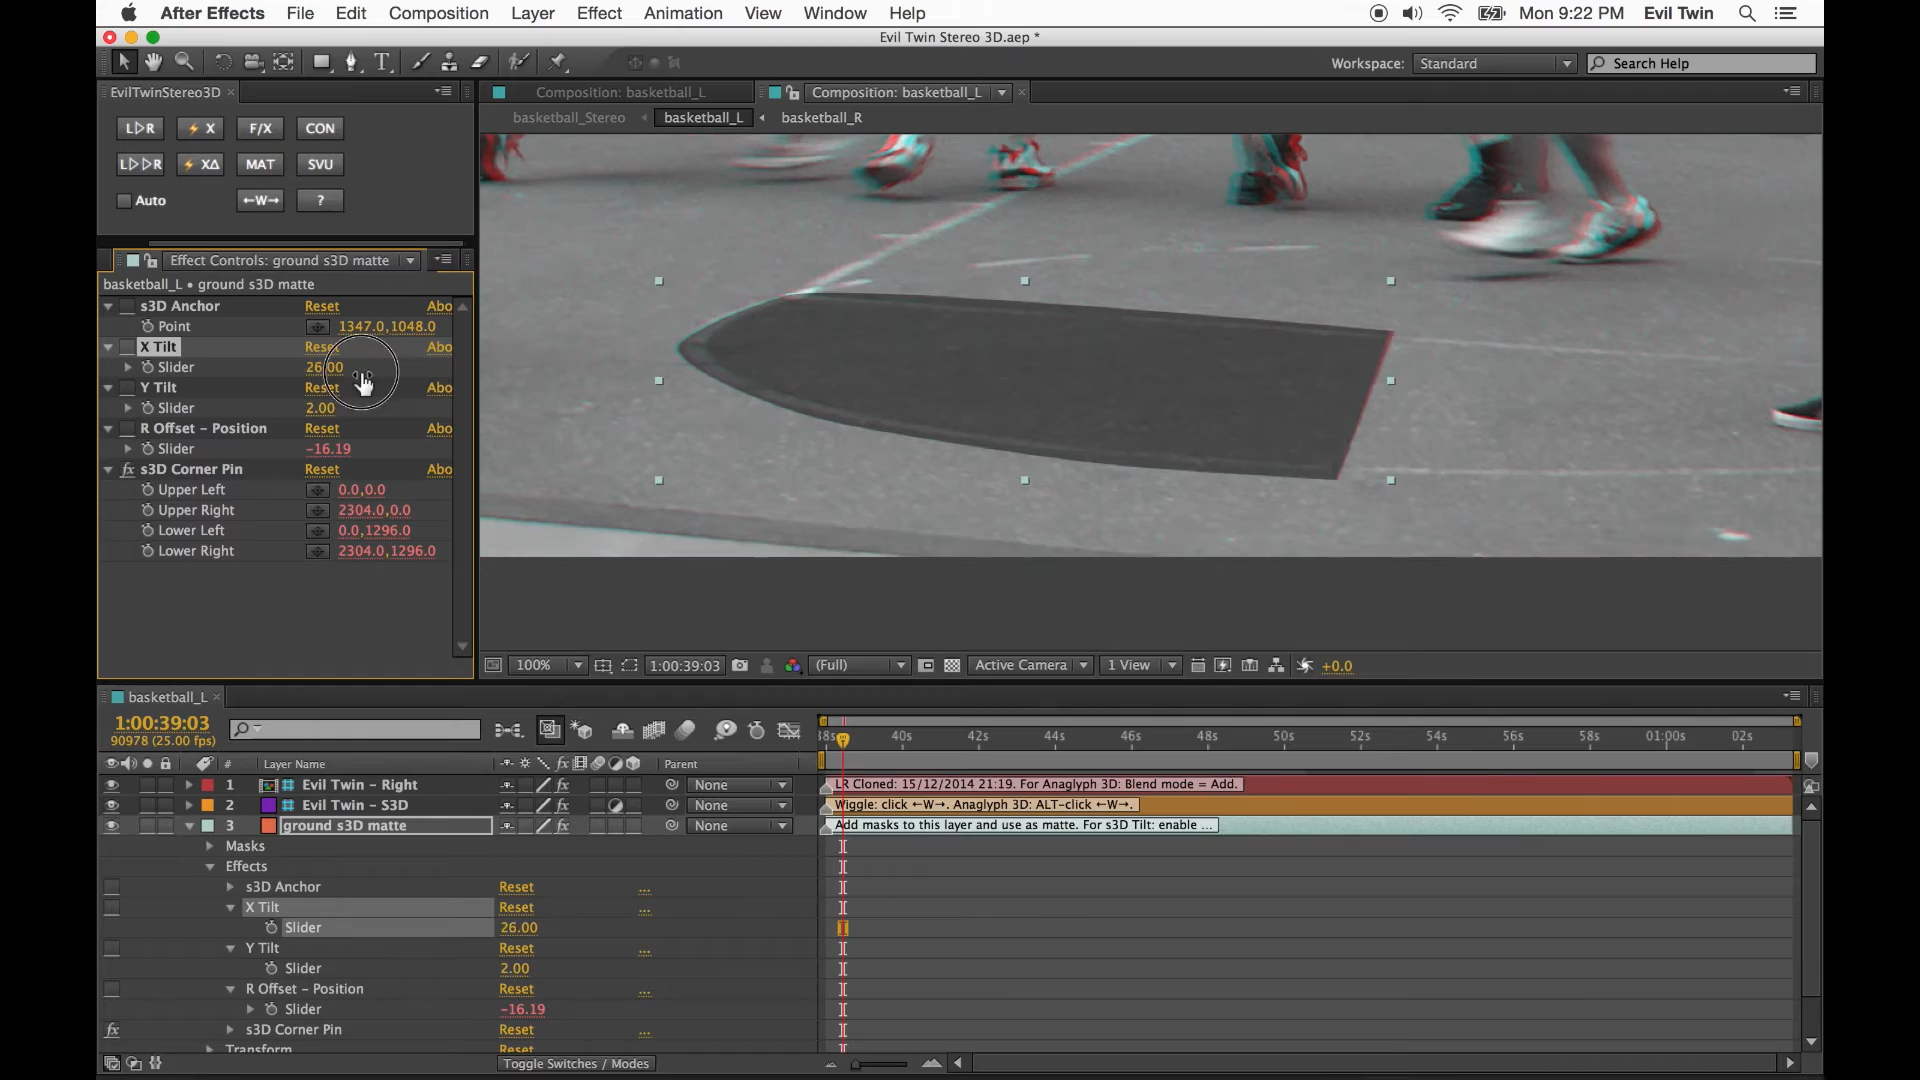 After Effects File Edit Composition Layer Effect Animation View Window Help Mon 9:22 PM Evil Twin
Evil Twin Stereo 3D.aep *
Workspace: Standard Search Help
EvilTwinStereo3D
Composition: basketball_L Composition: basketball_L
basketball_Stereo basketball_L basketball_R
L▷R X F/X CON
L▷▷R XΔ MAT SVU
Auto ←W→ ?
Effect Controls: ground s3D matte
basketball_L • ground s3D matte
s3D Anchor Reset Abo
Point 1347.0,1048.0
X Tilt Reset Abo
Slider 26.00
Y Tilt Reset Abo
Slider 2.00
R Offset - Position Reset Abo
Slider -16.19
fx s3D Corner Pin Reset Abo
Upper Left 0.0,0.0
Upper Right 2304.0,0.0
Lower Left 0.0,1296.0
Lower Right 2304.0,1296.0
100% 1:00:39:03 (Full) Active Camera 1 View +0.0
basketball_L
1:00:39:03
90978 (25.00 fps)
38s 40s 42s 44s 46s 48s 50s 52s 54s 56s 58s 01:00s 02s
# Layer Name fx Parent
1 Evil Twin - Right fx None LR Cloned: 15/12/2014 21:19. For Anaglyph 3D: Blend mode = Add.
2 Evil Twin - S3D None Wiggle: click ←W→. Anaglyph 3D: ALT-click ←W→.
3 ground s3D matte fx None Add masks to this layer and use as matte. For s3D Tilt: enable ...
Masks
Effects
s3D Anchor Reset ...
X Tilt Reset ...
Slider 26.00
Y Tilt Reset ...
Slider 2.00
R Offset - Position Reset ...
Slider -16.19
fx s3D Corner Pin Reset ...
Transform Reset
Toggle Switches / Modes